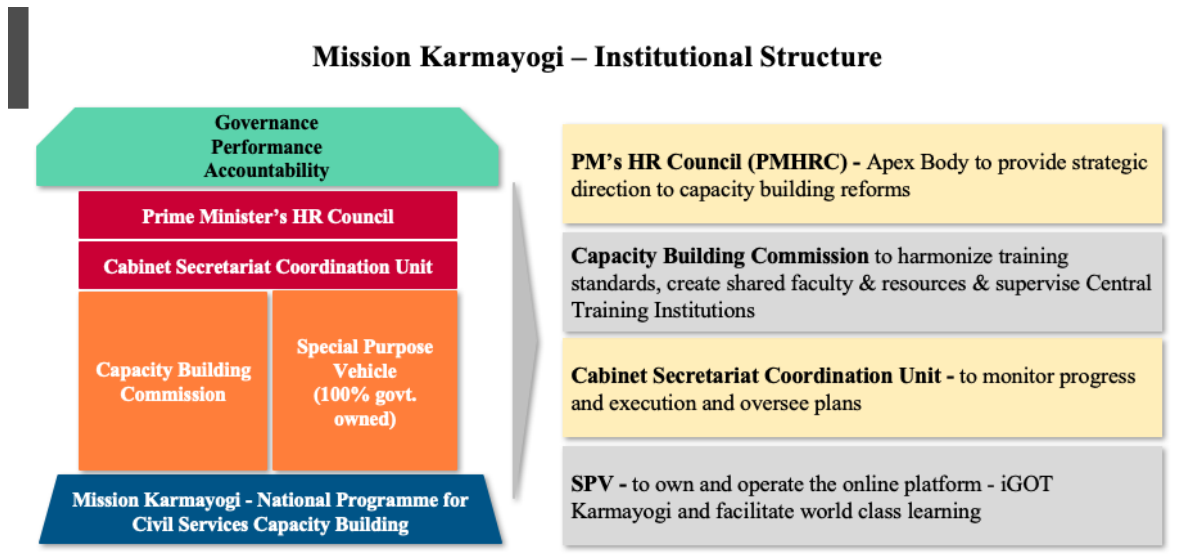 Mission Karmayogi – Institutional Structure
Governance
Performance
Accountability
Prime Minister’s HR Council
Cabinet Secretariat Coordination Unit
Capacity Building
Commission
Special Purpose
Vehicle
(100% govt.
owned)
Mission Karmayogi - National Programme for
Civil Services Capacity Building
PM’s HR Council (PMHRC) - Apex Body to provide strategic
direction to capacity building reforms
Capacity Building Commission to harmonize training
standards, create shared faculty & resources & supervise Central
Training Institutions
Cabinet Secretariat Coordination Unit - to monitor progress
and execution and oversee plans
SPV - to own and operate the online platform - iGOT
Karmayogi and facilitate world class learning